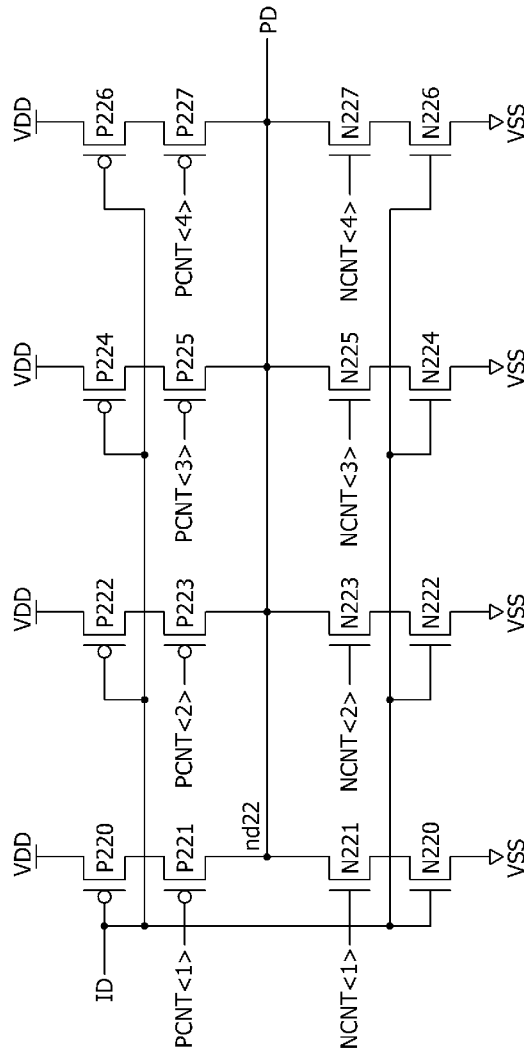 VDD
VDD
VDD
VDD
P220
P222
P224
P226
ID
P221
P223
P225
P227
PCNT<1>
PCNT<2>
PCNT<3>
PCNT<4>
nd22
PD
N221
N223
N225
N227
NCNT<1>
NCNT<2>
NCNT<3>
NCNT<4>
N220
N222
N224
N226
VSS
VSS
VSS
VSS